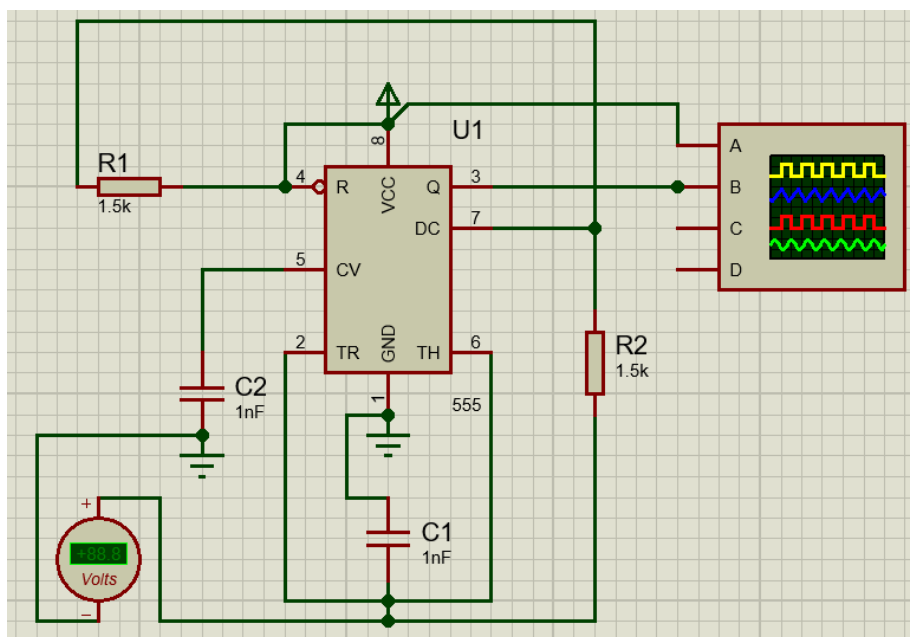 U1
R1
1.5k
4
R
8
VCC
Q
3
DC
7
5
CV
2
TR
GND
1
TH
6
555
A
B
C
D
R2
1.5k
C2
1nF
C1
1nF
+
+88.8
Volts
−